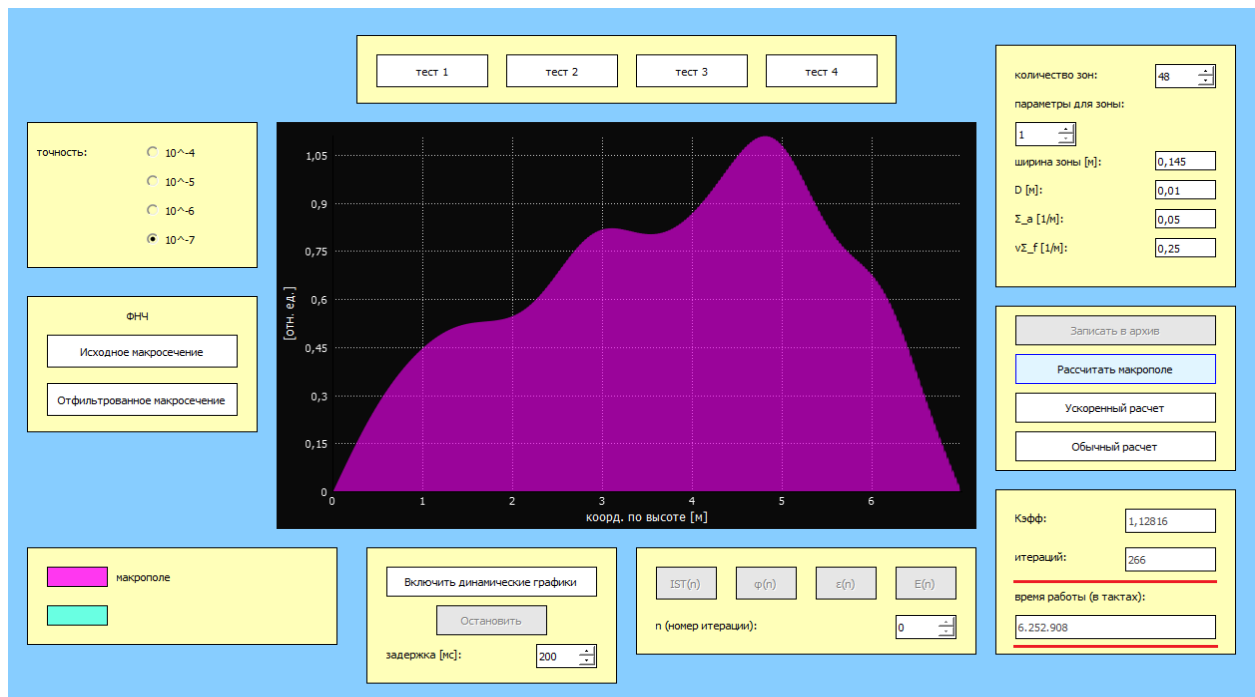 тест 1
тест 2
тест 3
тест 4
точность:
10^-4
10^-5
10^-6
10^-7
ФНЧ
Исходное макросечение
Отфильтрованное макросечение
[отн. ед.]
1,05
0,9
0,75
0,6
0,45
0,3
0,15
0
0 1 2 3 4 5 6
коорд. по высоте [м]
количество зон: 48
параметры для зоны:
1
ширина зоны [м]: 0,145
D [м]: 0,01
Σ_a [1/м]: 0,05
νΣ_f [1/м]: 0,25
Записать в архив
Рассчитать макрополе
Ускоренный расчет
Обычный расчет
Kэфф: 1,12816
итераций: 266
время работы (в тактах):
6.252.908
макрополе
Включить динамические графики
Остановить
задержка [мс]: 200
IST(n)
φ(n)
ε(n)
E(n)
n (номер итерации): 0